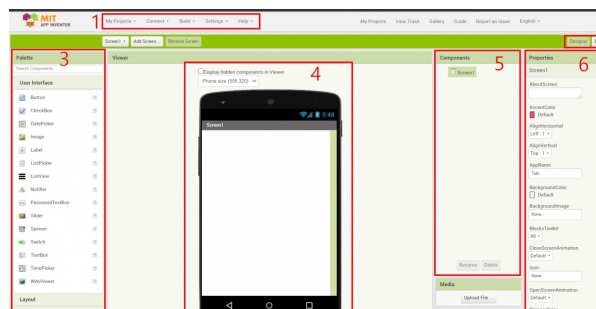 MIT
APP INVENTOR
1
My Projects Connect Build Settings Help
My Projects View Trash Gallery Guide Report an Issue English
Screen1 Add Screen... Remove Screen
Designer
Palette
3
Search Components...
User Interface
Button
CheckBox
DatePicker
Image
Label
ListPicker
ListView
Notifier
PasswordTextBox
Slider
Spinner
Switch
TextBox
TimePicker
WebViewer
Layout
Viewer
4
Display hidden components in Viewer
Phone size (505,320)
9:48
Screen1
Components
5
Screen1
Rename Delete
Media
Upload File ...
Properties
6
Screen1
AboutScreen
AccentColor
Default
AlignHorizontal
Left : 1
AlignVertical
Top : 1
AppName
BackgroundColor
Default
BackgroundImage
None...
BlocksToolkit
All
CloseScreenAnimation
Default
Icon
None...
OpenScreenAnimation
Default